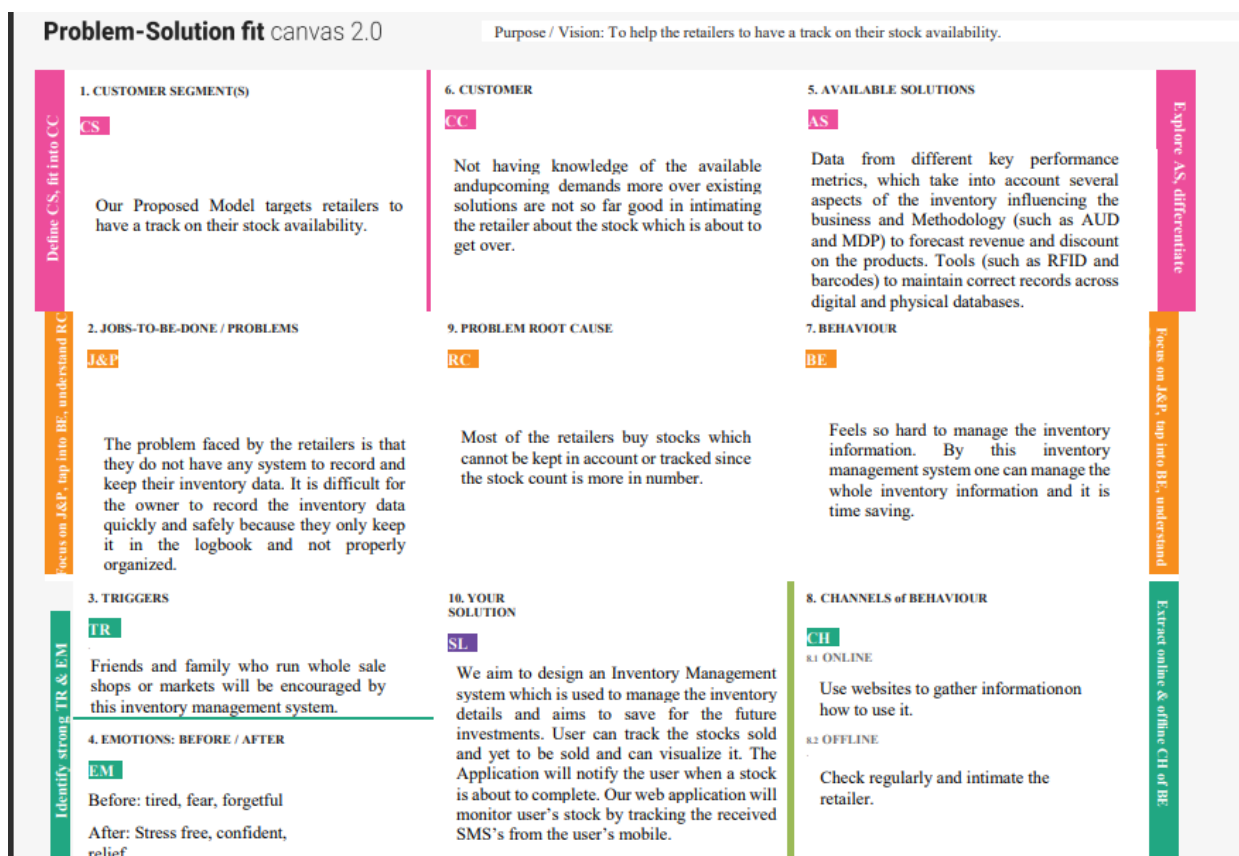 Problem-Solution fit canvas 2.0
Purpose / Vision: To help the retailers to have a track on their stock availability.
Define CS, fit into CC
1. CUSTOMER SEGMENT(S)
CS
Our Proposed Model targets retailers to
have a track on their stock availability.
6. CUSTOMER
CC
Not having knowledge of the available
andupcoming demands more over existing
solutions are not so far good in intimating
the retailer about the stock which is about to
get over.
5. AVAILABLE SOLUTIONS
AS
Data from different key performance
metrics, which take into account several
aspects of the inventory influencing the
business and Methodology (such as AUD
and MDP) to forecast revenue and discount
on the products. Tools (such as RFID and
barcodes) to maintain correct records across
digital and physical databases.
Explore AS, differentiate
Focus on J&P, tap into BE, understand RC
2. JOBS-TO-BE-DONE / PROBLEMS
J&P
The problem faced by the retailers is that
they do not have any system to record and
keep their inventory data. It is difficult for
the owner to record the inventory data
quickly and safely because they only keep
it in the logbook and not properly
organized.
9. PROBLEM ROOT CAUSE
RC
Most of the retailers buy stocks which
cannot be kept in account or tracked since
the stock count is more in number.
7. BEHAVIOUR
BE
Feels so hard to manage the inventory
information. By this inventory
management system one can manage the
whole inventory information and it is
time saving.
Focus on J&P, tap into BE, understand
Identify strong TR & EM
3. TRIGGERS
TR
Friends and family who run whole sale
shops or markets will be encouraged by
this inventory management system.
4. EMOTIONS: BEFORE / AFTER
EM
Before: tired, fear, forgetful
After: Stress free, confident,
relief
10. YOUR
SOLUTION
SL
We aim to design an Inventory Management
system which is used to manage the inventory
details and aims to save for the future
investments. User can track the stocks sold
and yet to be sold and can visualize it. The
Application will notify the user when a stock
is about to complete. Our web application will
monitor user's stock by tracking the received
SMS's from the user's mobile.
8. CHANNELS of BEHAVIOUR
CH
8.1 ONLINE
Use websites to gather informationon
how to use it.
8.2 OFFLINE
Check regularly and intimate the
retailer.
Extract online & offline CH of BE